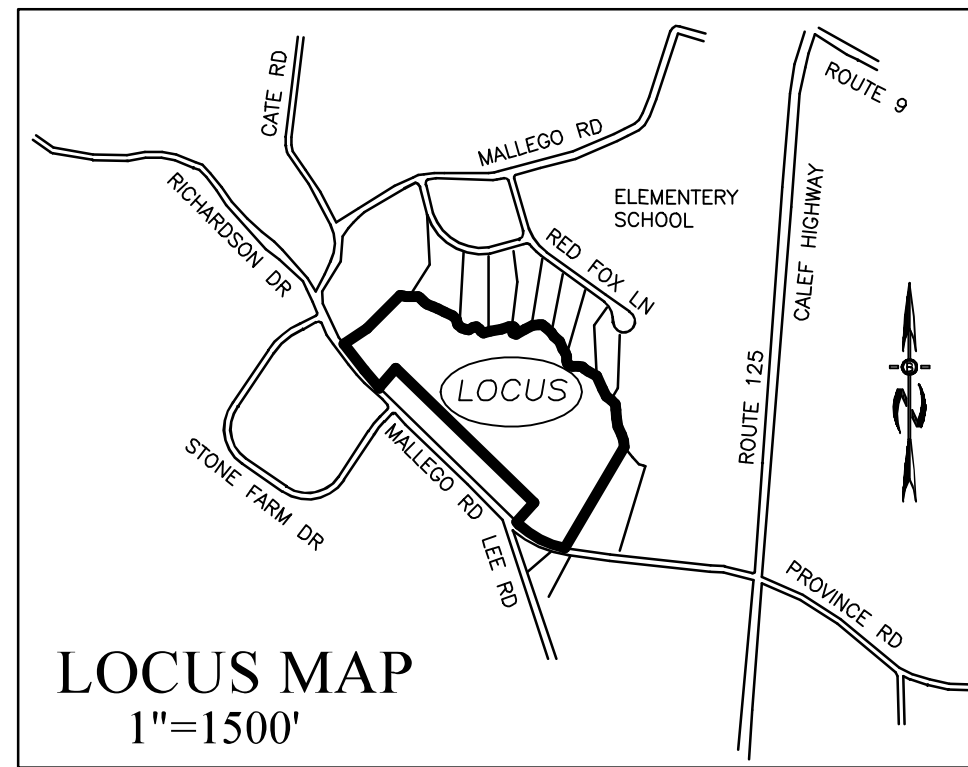 CATE RD
ROUTE 9
MALLEGO RD
RICHARDSON DR
ELEMENTERY
SCHOOL
CALEF HIGHWAY
RED FOX LN
LOCUS
ROUTE 125
STONE FARM DR
MALLEGO RD
LEE RD
PROVINCE RD
B
LOCUS MAP
1"=1500'